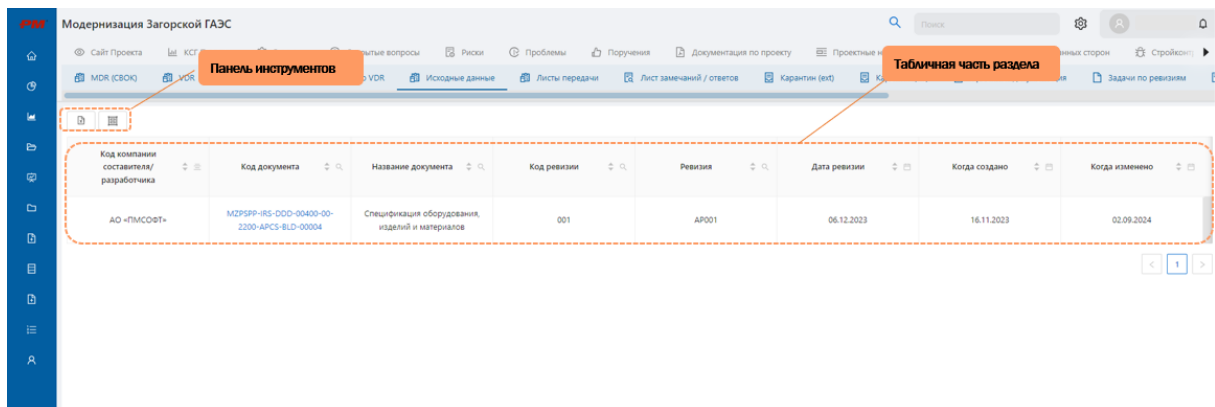 PM Модернизация Загорской ГАЭС Поиск
Сайт Проекта КСГ вопросы Риски Проблемы Поручения Документация по проекту Проектные сторон
MDR (СВОК) VDR VDR Исходные данные Листы передачи Лист замечаний / ответов Карантин (ext) Задачи по ревизиям
Панель инструментов
Табличная часть раздела
Код компании
составителя/
разработчика
Код документа
Название документа
Код ревизии
Ревизия
Дата ревизии
Когда создано
Когда изменено
АО «ПМСОФТ»
MZPSPP-IRS-DDD-00400-00-
2200-APCS-BLD-00004
Спецификация оборудования,
изделий и материалов
001
AP001
06.12.2023
16.11.2023
02.09.2024
< 1 >